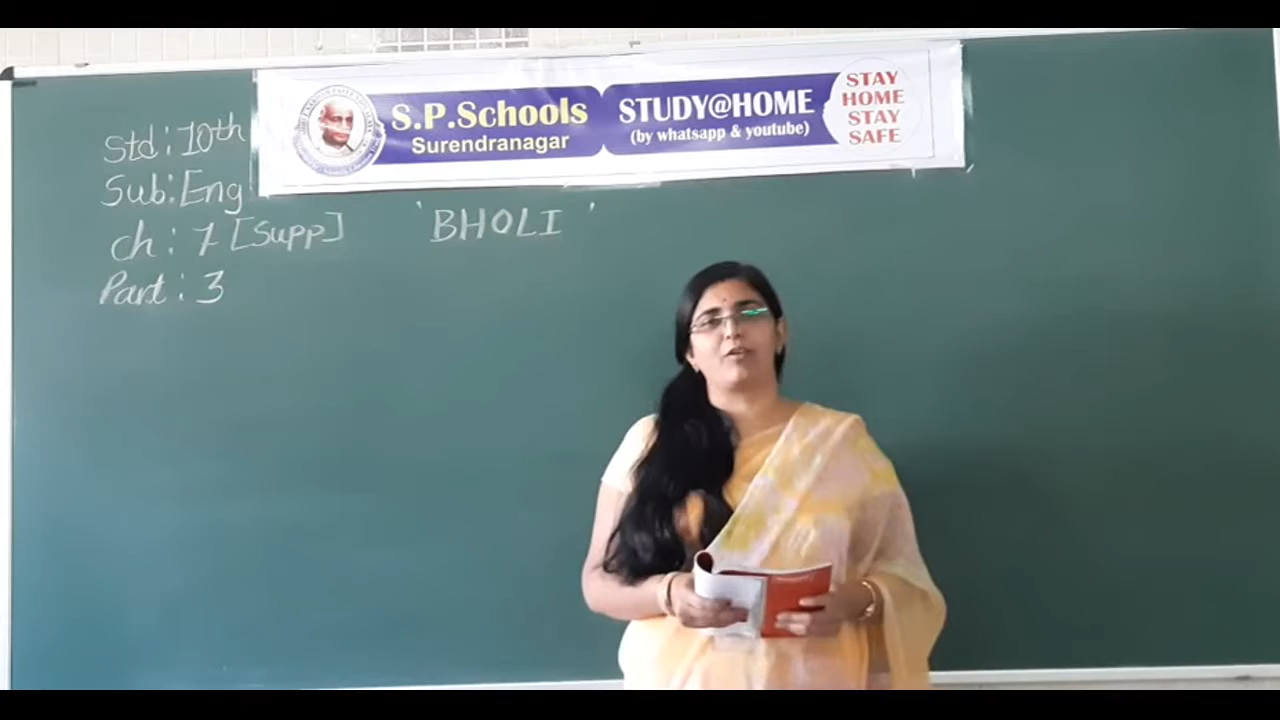 S.P.Schools
Surendranagar
STUDY@HOME
(by whatsapp & youtube)
STAY
HOME
STAY
SAFE
Std: 10th
Sub: Eng
ch: 7 [Supp]
'BHOLI'
Part: 3